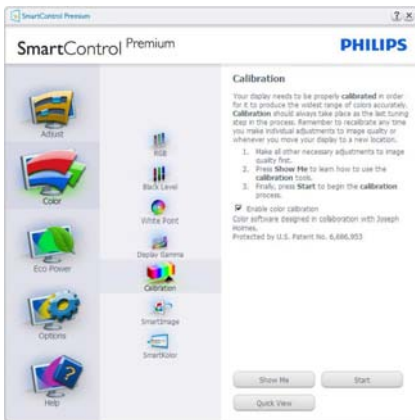 SmartControl Premium
SmartControl Premium
PHILIPS
Adjust
Color
Eco Power
Options
Help
RGB
Black Level
White Point
Display Gamma
Calibration
SmartImage
SmartKolor
Calibration
Your display needs to be properly calibrated in order
for it to produce the widest range of colors accurately.
Calibration should always take place as the last tuning
step in the process. Remember to recalibrate any time
you make individual adjustments to image quality or
whenever you move your display to a new location.
1. Make all other necessary adjustments to image
quality first.
2. Press Show Me to learn how to use the
calibration tools.
3. Finally, press Start to begin the calibration
process.
Enable color calibration
Color software designed in collaboration with Joseph
Holmes.
Protected by U.S. Patent No. 6,686,953
Show Me
Start
Quick View